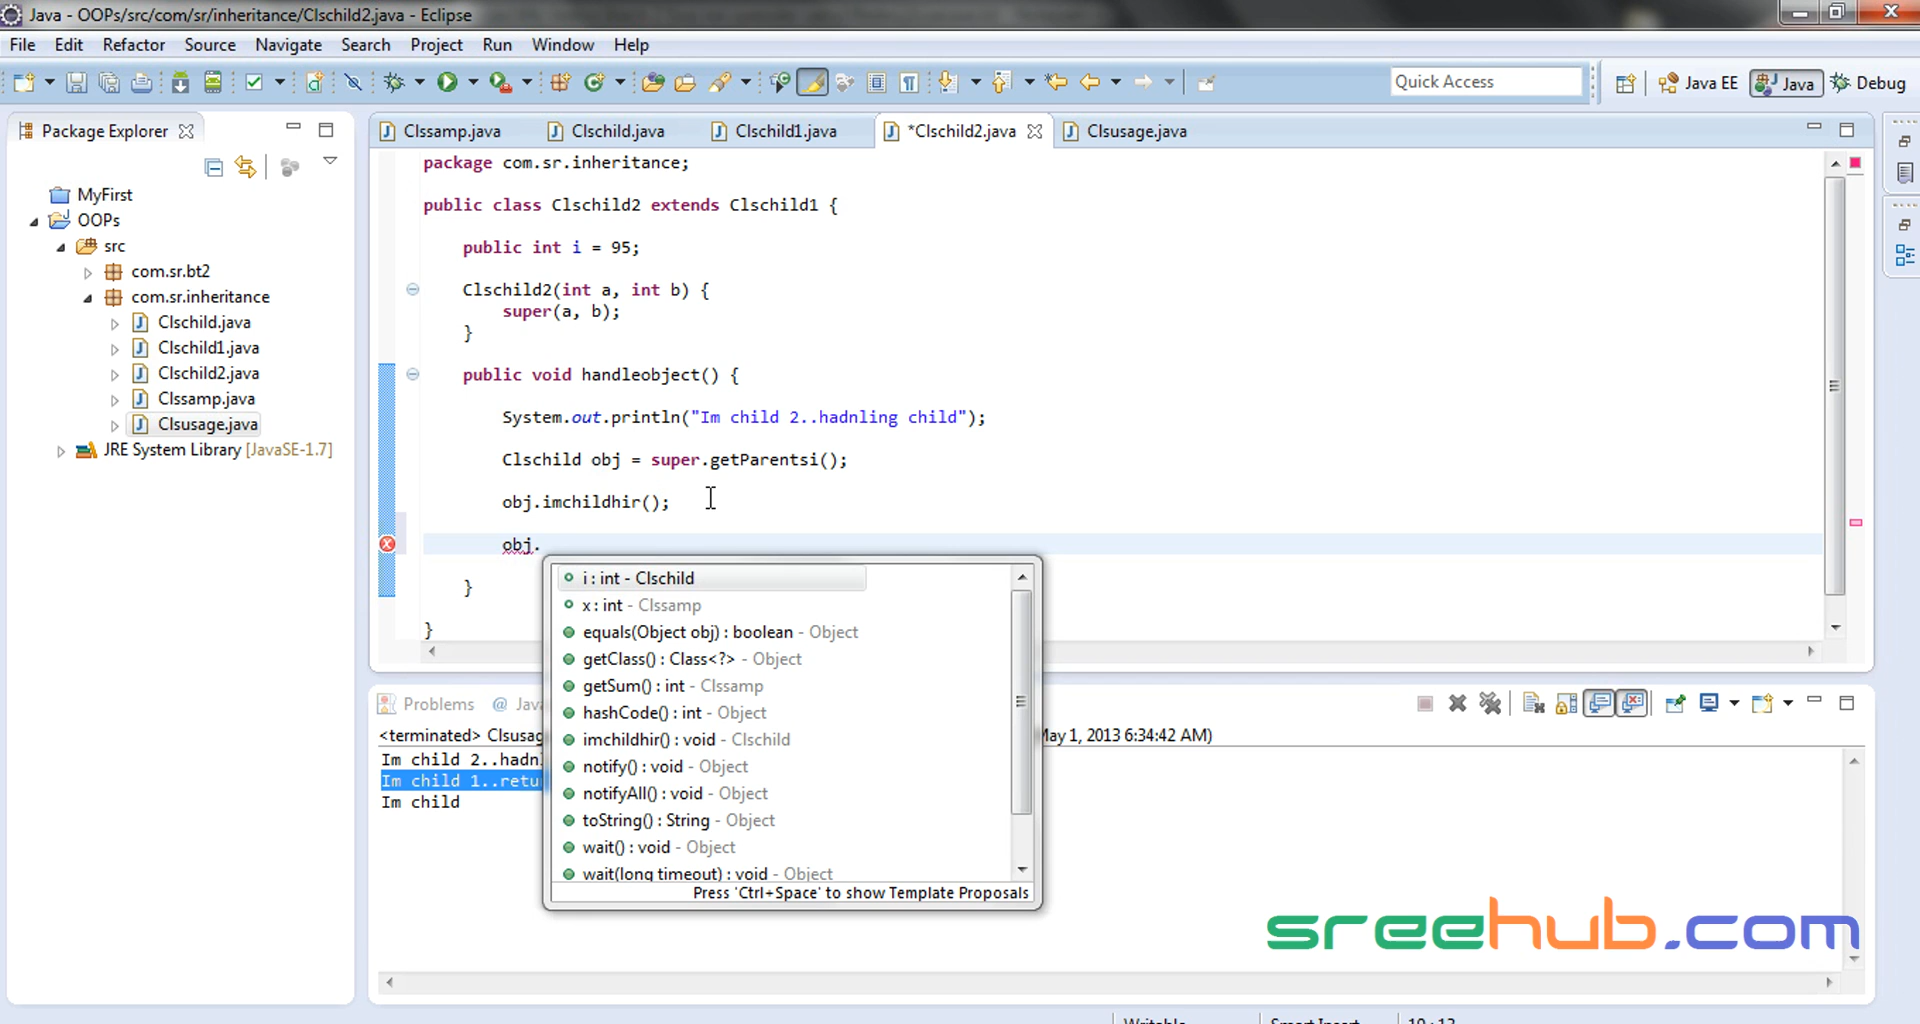 Java - OOPs/src/com/sr/inheritance/Clschild2.java - Eclipse
File Edit Refactor Source Navigate Search Project Run Window Help
Quick Access Java EE Java Debug
Package Explorer
Clssamp.java Clschild.java Clschild1.java *Clschild2.java Clsusage.java
MyFirst
OOPs
src
com.sr.bt2
com.sr.inheritance
Clschild.java
Clschild1.java
Clschild2.java
Clssamp.java
Clsusage.java
JRE System Library [JavaSE-1.7]
package com.sr.inheritance;
public class Clschild2 extends Clschild1 {
public int i = 95;
Clschild2(int a, int b) {
super(a, b);
}
public void handleobject() {
System.out.println("Im child 2..hadnling child");
Clschild obj = super.getParentsi();
obj.imchildhir();
obj.
}
}
i : int - Clschild
x : int - Clssamp
equals(Object obj) : boolean - Object
getClass() : Class<?> - Object
getSum() : int - Clssamp
hashCode() : int - Object
imchildhir() : void - Clschild
notify() : void - Object
notifyAll() : void - Object
toString() : String - Object
wait() : void - Object
wait(long timeout) : void - Object
Press 'Ctrl+Space' to show Template Proposals
Problems @ Jav
<terminated> Clsusag May 1, 2013 6:34:42 AM)
Im child 2..hadn
Im child 1..retu
Im child
sreehub.com
Writable Smart Insert 19 : 13